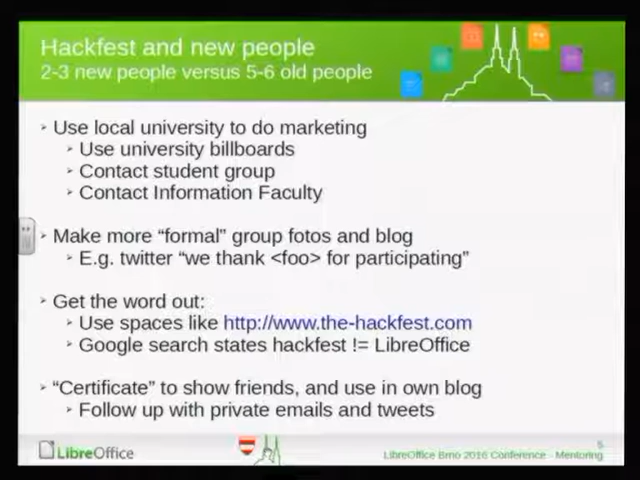 Hackfest and new people
2-3 new people versus 5-6 old people
Use local university to do marketing
Use university billboards
Contact student group
Contact Information Faculty
Make more “formal” group fotos and blog
E.g. twitter “we thank <foo> for participating”
Get the word out:
Use spaces like http://www.the-hackfest.com
Google search states hackfest != LibreOffice
“Certificate” to show friends, and use in own blog
Follow up with private emails and tweets
5
LibreOffice
LibreOffice Brno 2016 Conference - Mentoring